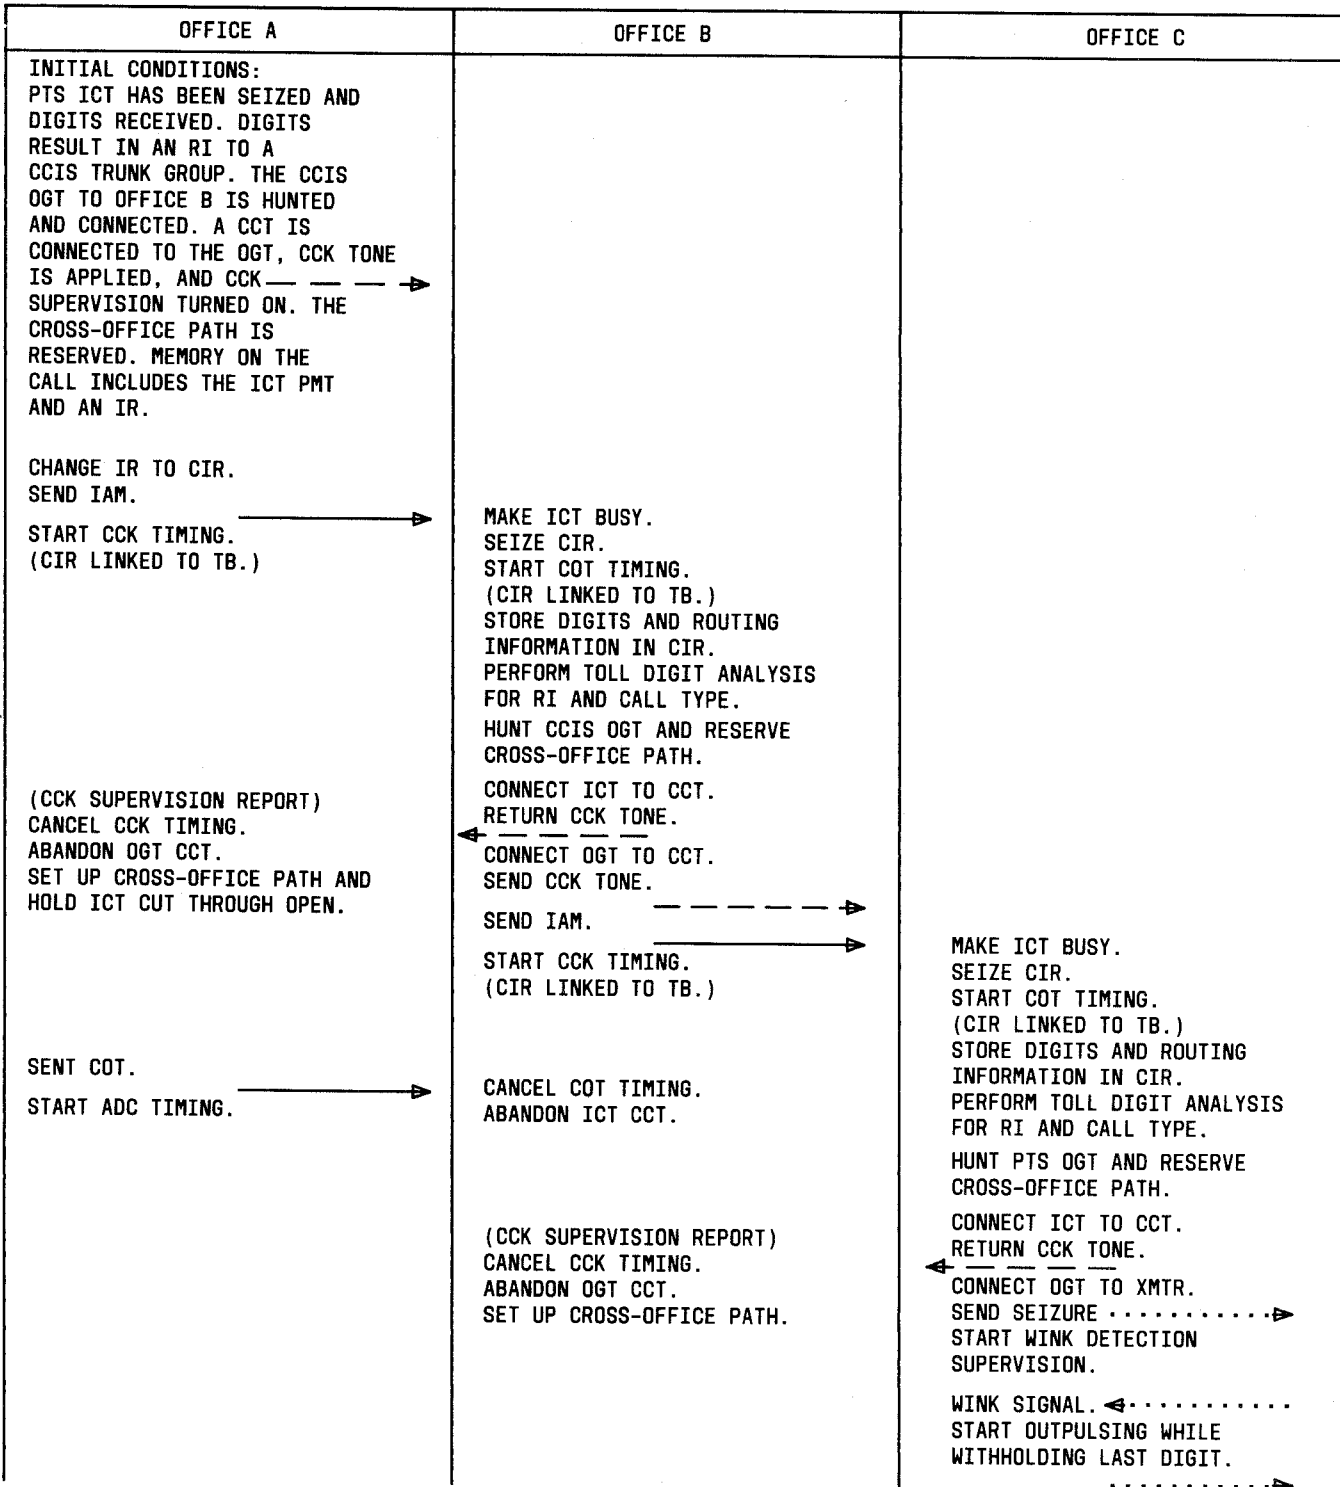 OFFICE A
OFFICE B
OFFICE C
INITIAL CONDITIONS:
PTS ICT HAS BEEN SEIZED AND
DIGITS RECEIVED. DIGITS
RESULT IN AN RI TO A
CCIS TRUNK GROUP. THE CCIS
OGT TO OFFICE B IS HUNTED
AND CONNECTED. A CCT IS
CONNECTED TO THE OGT, CCK TONE
IS APPLIED, AND CCK
SUPERVISION TURNED ON. THE
CROSS-OFFICE PATH IS
RESERVED. MEMORY ON THE
CALL INCLUDES THE ICT PMT
AND AN IR.
CHANGE IR TO CIR.
SEND IAM.
START CCK TIMING.
(CIR LINKED TO TB.)
(CCK SUPERVISION REPORT)
CANCEL CCK TIMING.
ABANDON OGT CCT.
SET UP CROSS-OFFICE PATH AND
HOLD ICT CUT THROUGH OPEN.
SENT COT.
START ADC TIMING.
MAKE ICT BUSY.
SEIZE CIR.
START COT TIMING.
(CIR LINKED TO TB.)
STORE DIGITS AND ROUTING
INFORMATION IN CIR.
PERFORM TOLL DIGIT ANALYSIS
FOR RI AND CALL TYPE.
HUNT CCIS OGT AND RESERVE
CROSS-OFFICE PATH.
CONNECT ICT TO CCT.
RETURN CCK TONE.
CONNECT OGT TO CCT.
SEND CCK TONE.
SEND IAM.
START CCK TIMING.
(CIR LINKED TO TB.)
CANCEL COT TIMING.
ABANDON ICT CCT.
(CCK SUPERVISION REPORT)
CANCEL CCK TIMING.
ABANDON OGT CCT.
SET UP CROSS-OFFICE PATH.
MAKE ICT BUSY.
SEIZE CIR.
START COT TIMING.
(CIR LINKED TO TB.)
STORE DIGITS AND ROUTING
INFORMATION IN CIR.
PERFORM TOLL DIGIT ANALYSIS
FOR RI AND CALL TYPE.
HUNT PTS OGT AND RESERVE
CROSS-OFFICE PATH.
CONNECT ICT TO CCT.
RETURN CCK TONE.
CONNECT OGT TO XMTR.
SEND SEIZURE
START WINK DETECTION
SUPERVISION.
WINK SIGNAL.
START OUTPULSING WHILE
WITHHOLDING LAST DIGIT.